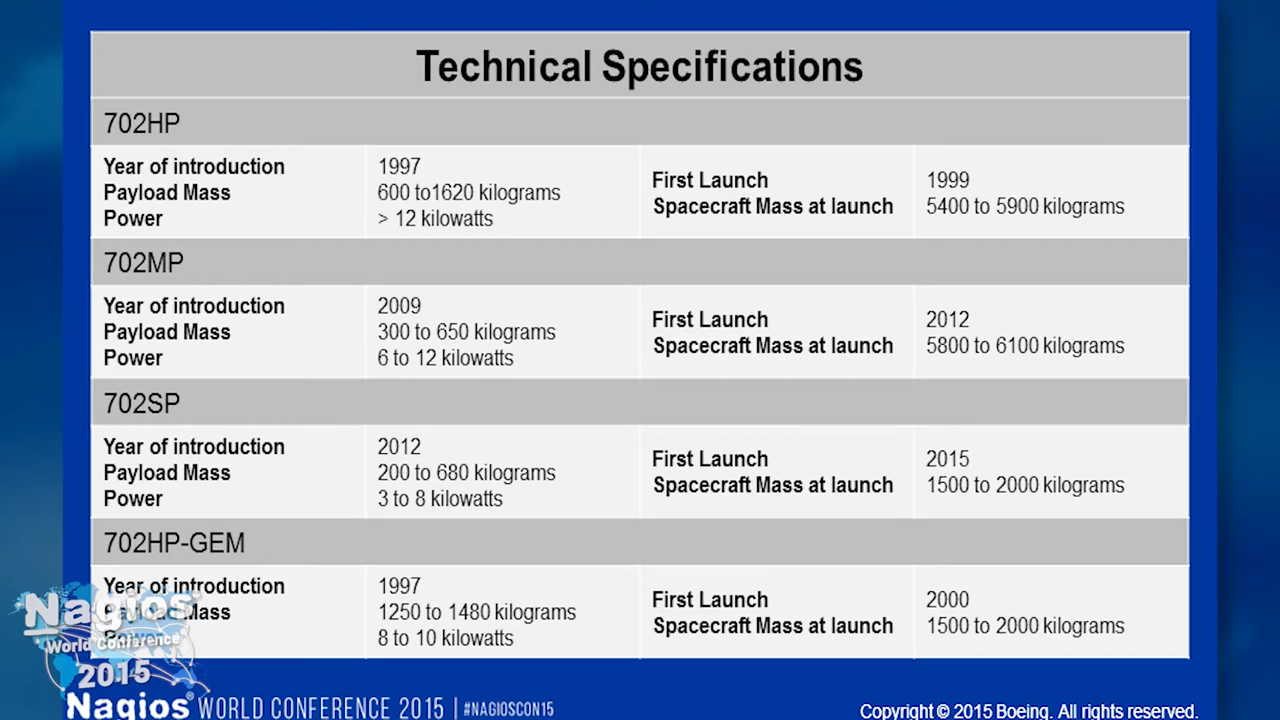 Technical Specifications
702HP
Year of introduction 1997
Payload Mass 600 to1620 kilograms
Power > 12 kilowatts
First Launch 1999
Spacecraft Mass at launch 5400 to 5900 kilograms
702MP
Year of introduction 2009
Payload Mass 300 to 650 kilograms
Power 6 to 12 kilowatts
First Launch 2012
Spacecraft Mass at launch 5800 to 6100 kilograms
702SP
Year of introduction 2012
Payload Mass 200 to 680 kilograms
Power 3 to 8 kilowatts
First Launch 2015
Spacecraft Mass at launch 1500 to 2000 kilograms
702HP-GEM
Year of introduction 1997
Payload Mass 1250 to 1480 kilograms
Power 8 to 10 kilowatts
First Launch 2000
Spacecraft Mass at launch 1500 to 2000 kilograms
Nagios®
World Conference
2015
Nagios® WORLD CONFERENCE 2015 | #NAGIOSCON15
Copyright © 2015 Boeing. All rights reserved.